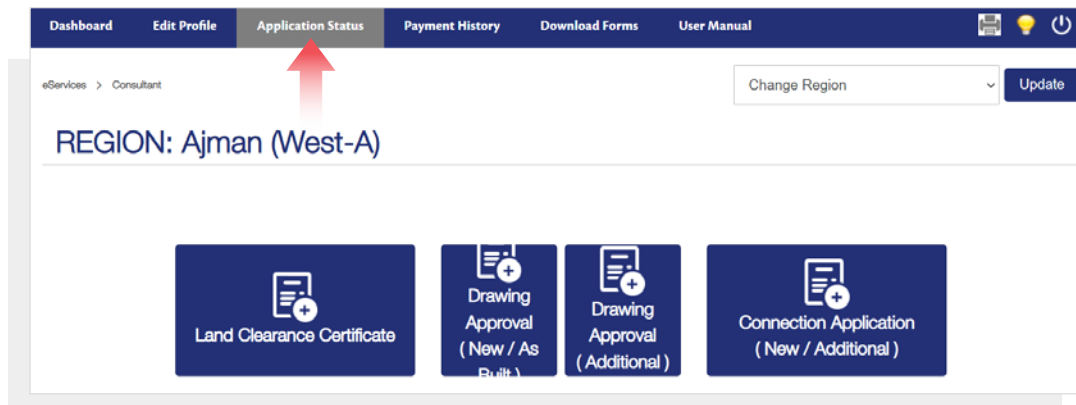 Dashboard Edit Profile Application Status Payment History Download Forms User Manual
eServices > Consultant
Change Region
Update
REGION: Ajman (West-A)
Land Clearance Certificate
Drawing
Approval
( New / As
Built )
Drawing
Approval
( Additional )
Connection Application
( New / Additional )